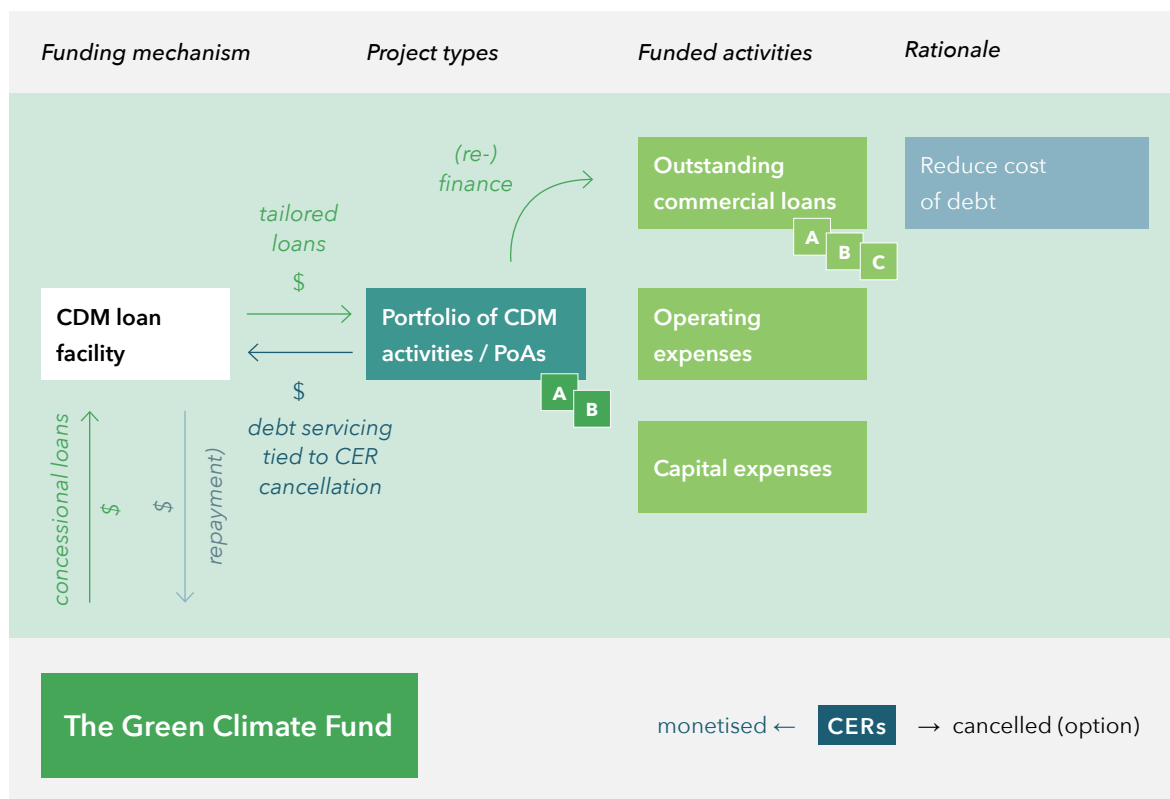 Funding mechanism
Project types
Funded activities
Rationale
(re-)
finance
Outstanding
commercial loans
A
B
C
Reduce cost
of debt
tailored
loans
$
CDM loan
facility
Portfolio of CDM
activities / PoAs
A
B
Operating
expenses
$
debt servicing
tied to CER
cancellation
Capital expenses
concessional loans
$
$
repayment)
The Green Climate Fund
monetised ← CERs → cancelled (option)